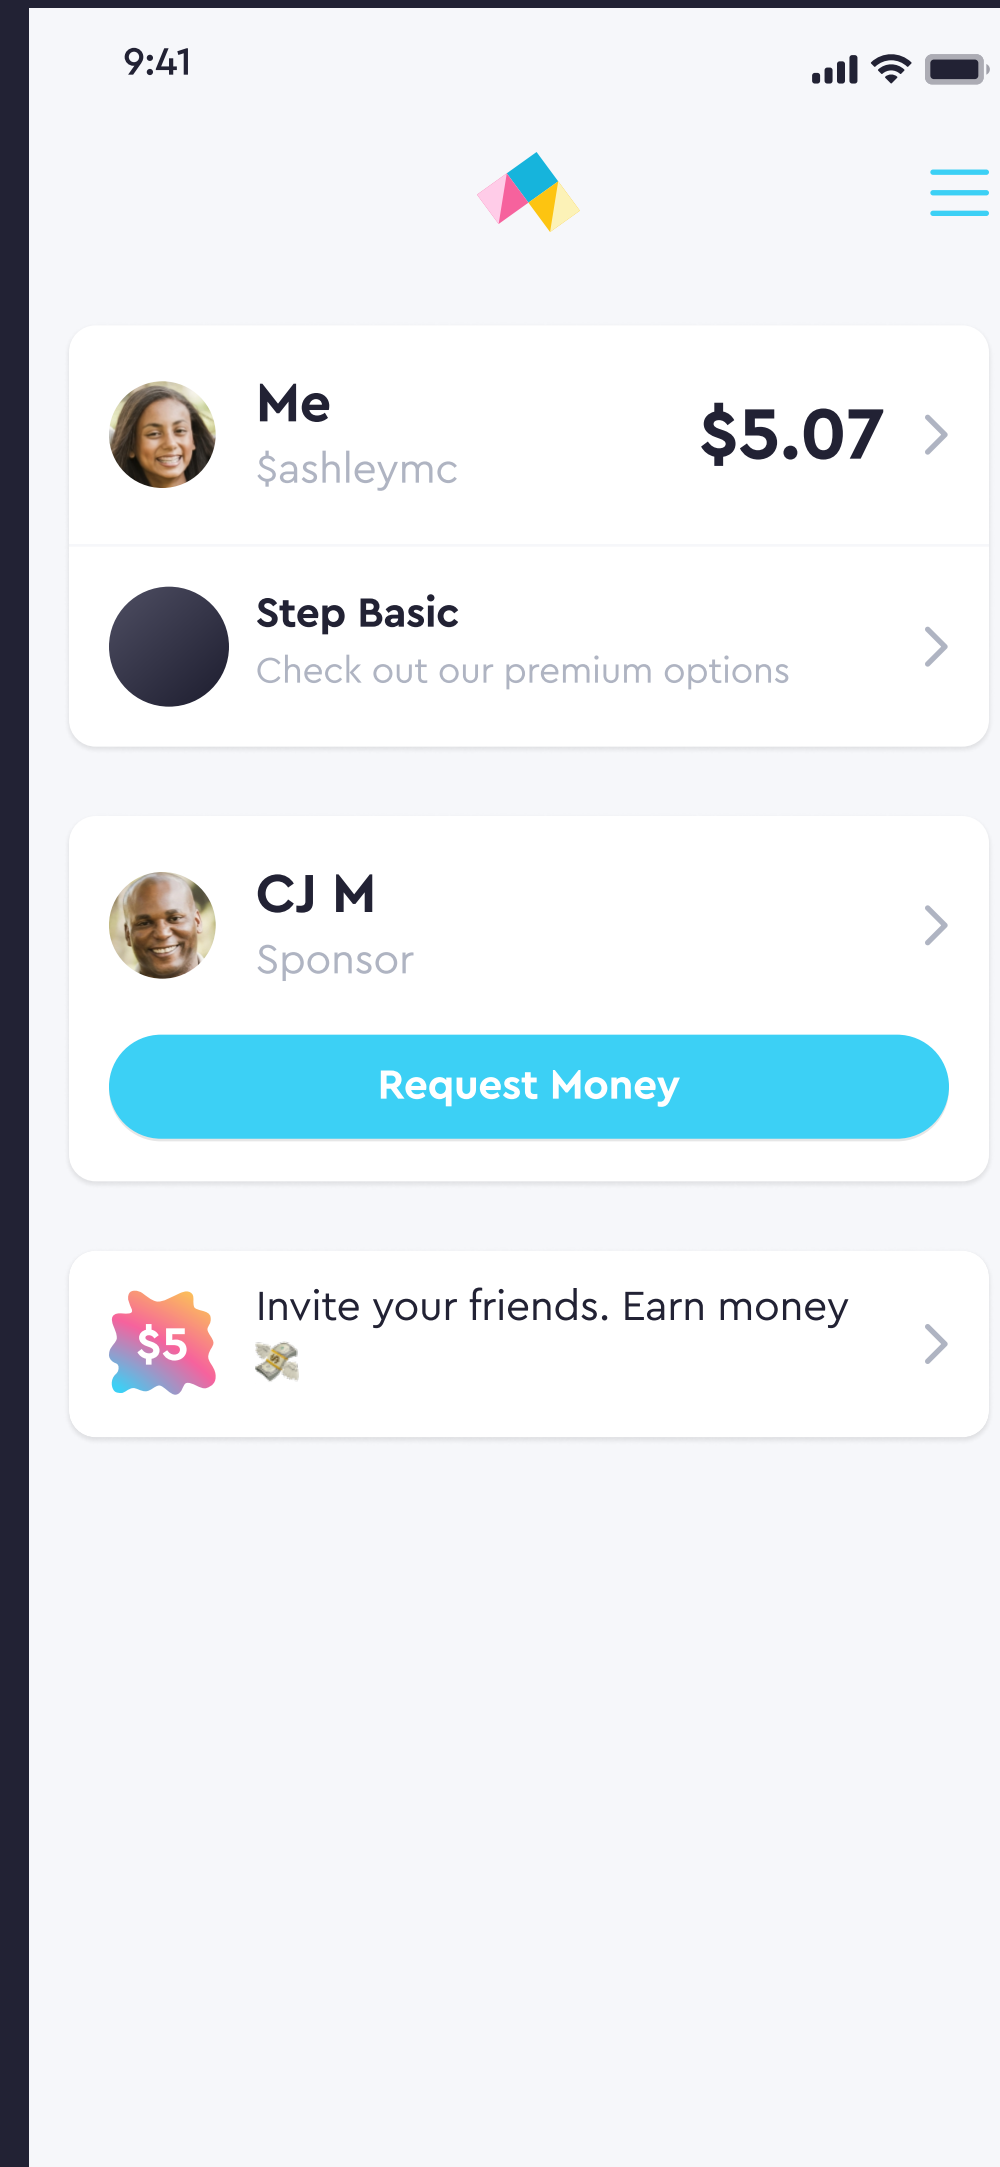 9:41
Me
$ashleymc
$5.07
Step Basic
Check out our premium options
CJ M
Sponsor
Request Money
$5
Invite your friends. Earn money
💸